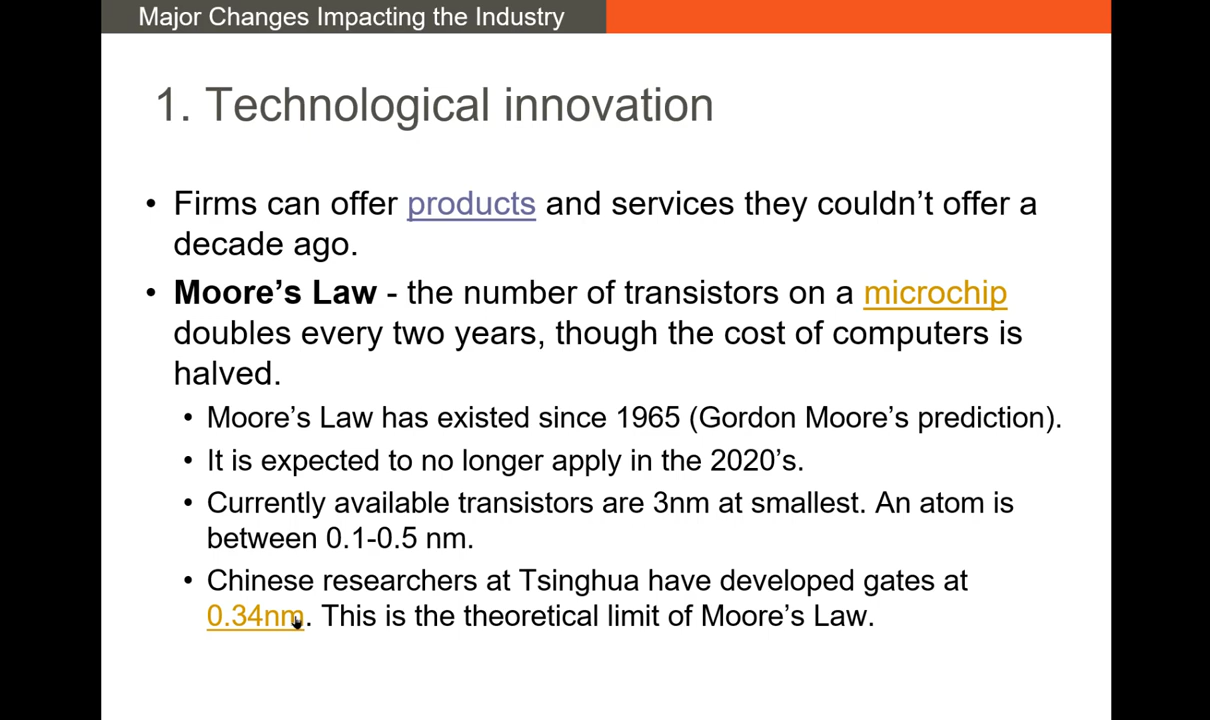 Major Changes Impacting the Industry
1. Technological innovation
• Firms can offer products and services they couldn’t offer a
decade ago.
• Moore’s Law - the number of transistors on a microchip
doubles every two years, though the cost of computers is
halved.
• Moore’s Law has existed since 1965 (Gordon Moore’s prediction).
• It is expected to no longer apply in the 2020’s.
• Currently available transistors are 3nm at smallest. An atom is
between 0.1-0.5 nm.
• Chinese researchers at Tsinghua have developed gates at
0.34nm. This is the theoretical limit of Moore’s Law.